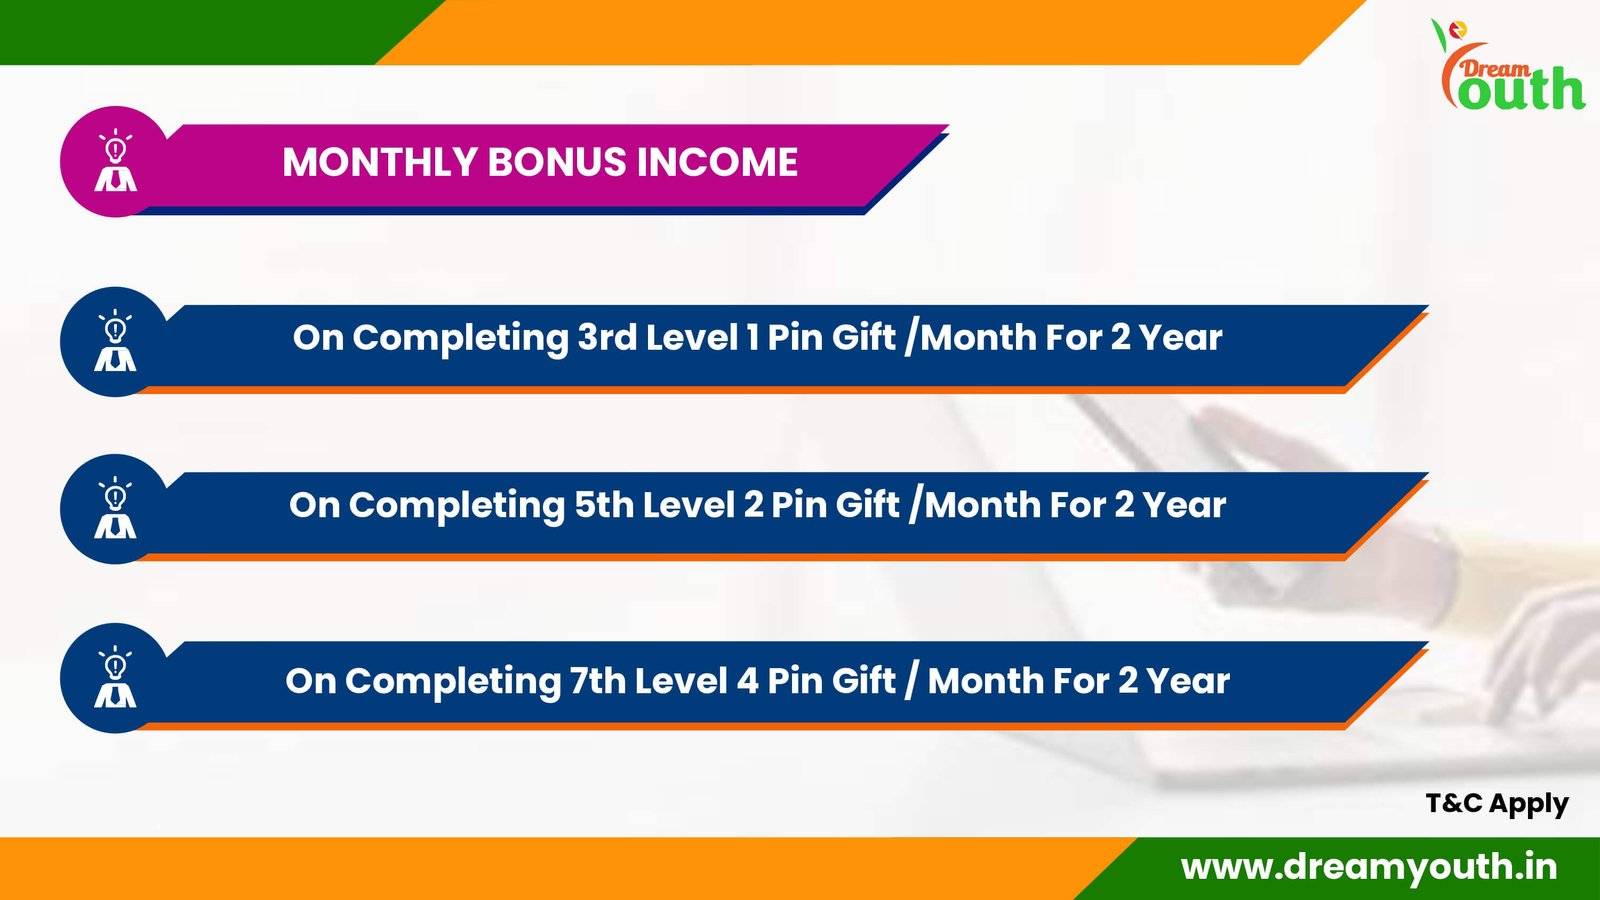 Dream
Youth
MONTHLY BONUS INCOME
On Completing 3rd Level 1 Pin Gift /Month For 2 Year
On Completing 5th Level 2 Pin Gift /Month For 2 Year
On Completing 7th Level 4 Pin Gift / Month For 2 Year
T&C Apply
www.dreamyouth.in